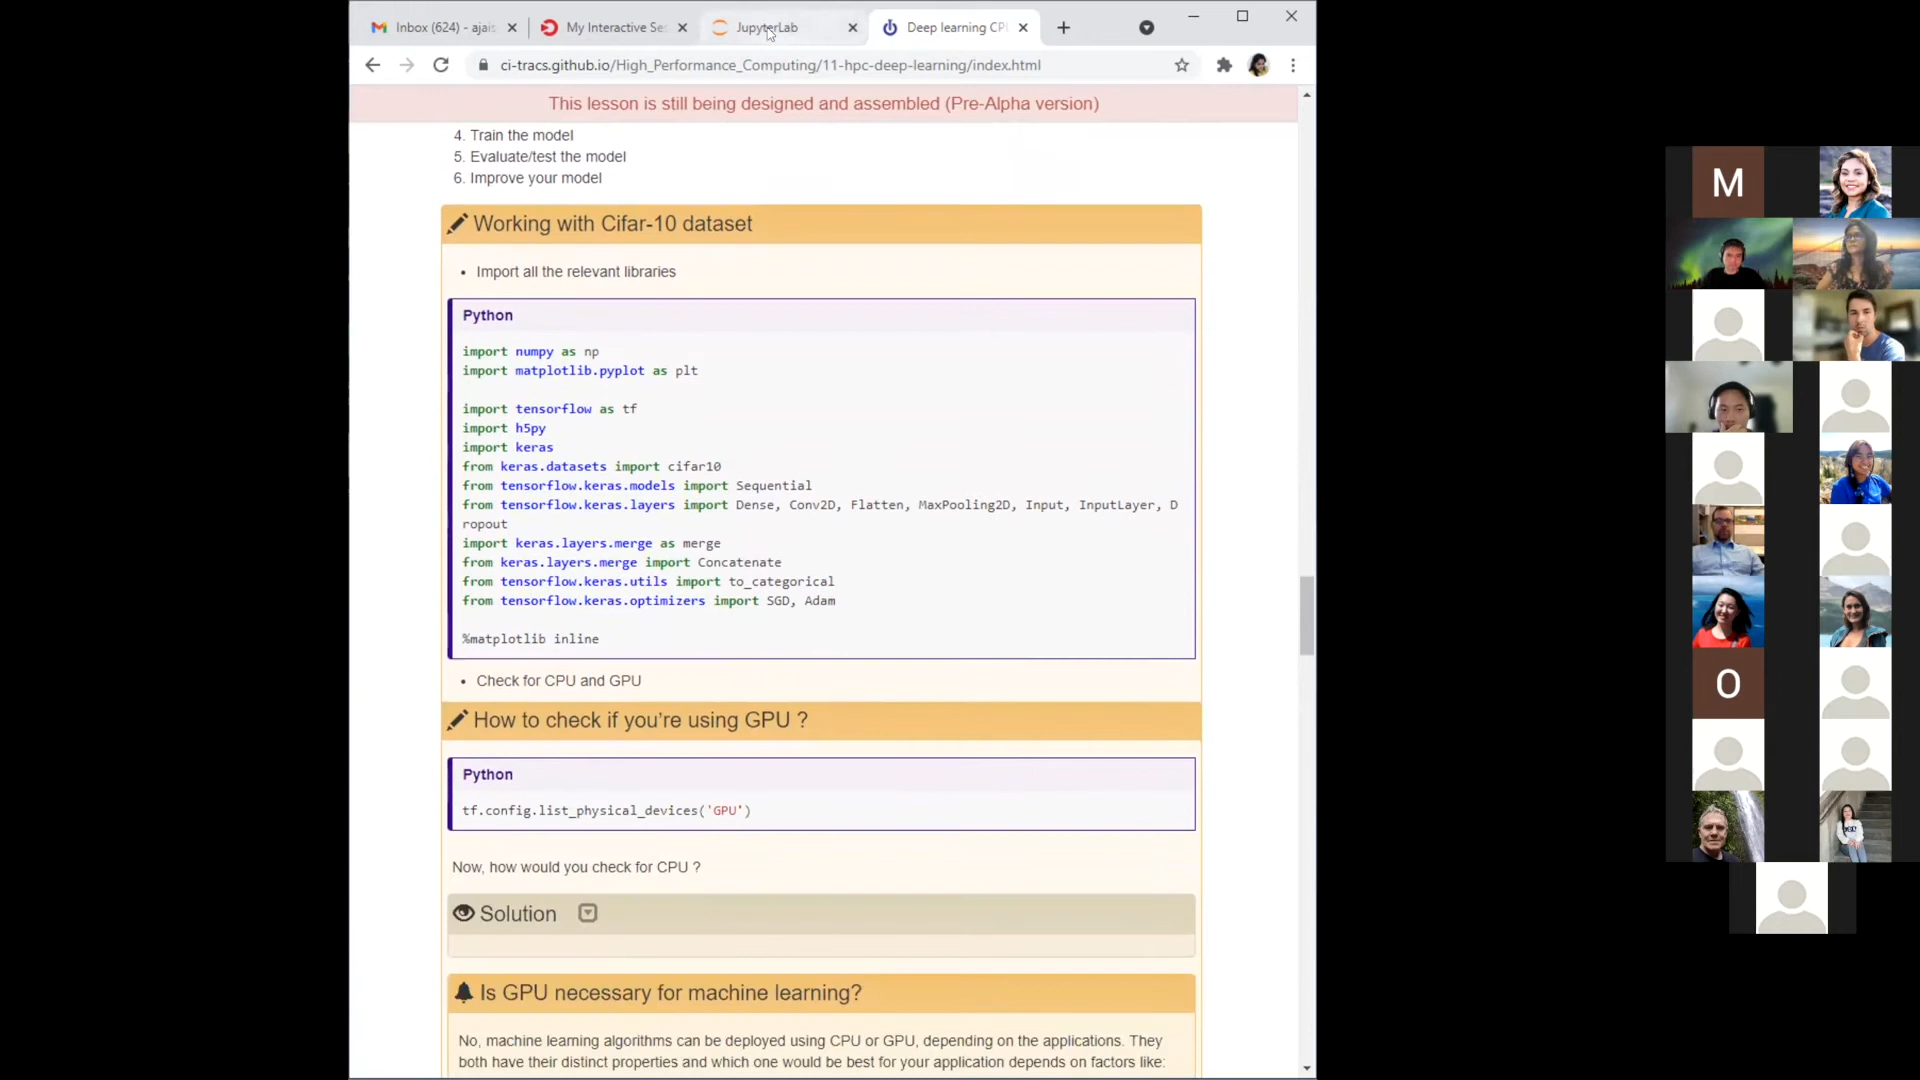 Inbox (624) - ajais
My Interactive Ses
JupyterLab
Deep learning CPU
ci-tracs.github.io/High_Performance_Computing/11-hpc-deep-learning/index.html
This lesson is still being designed and assembled (Pre-Alpha version)
4. Train the model
5. Evaluate/test the model
6. Improve your model
Working with Cifar-10 dataset
• Import all the relevant libraries
Python
import numpy as np
import matplotlib.pyplot as plt
import tensorflow as tf
import h5py
import keras
from keras.datasets import cifar10
from tensorflow.keras.models import Sequential
from tensorflow.keras.layers import Dense, Conv2D, Flatten, MaxPooling2D, Input, InputLayer, D
ropout
import keras.layers.merge as merge
from keras.layers.merge import Concatenate
from tensorflow.keras.utils import to_categorical
from tensorflow.keras.optimizers import SGD, Adam
%matplotlib inline
• Check for CPU and GPU
How to check if you’re using GPU ?
Python
tf.config.list_physical_devices('GPU')
Now, how would you check for CPU ?
Solution
Is GPU necessary for machine learning?
No, machine learning algorithms can be deployed using CPU or GPU, depending on the applications. They
both have their distinct properties and which one would be best for your application depends on factors like:
M
O